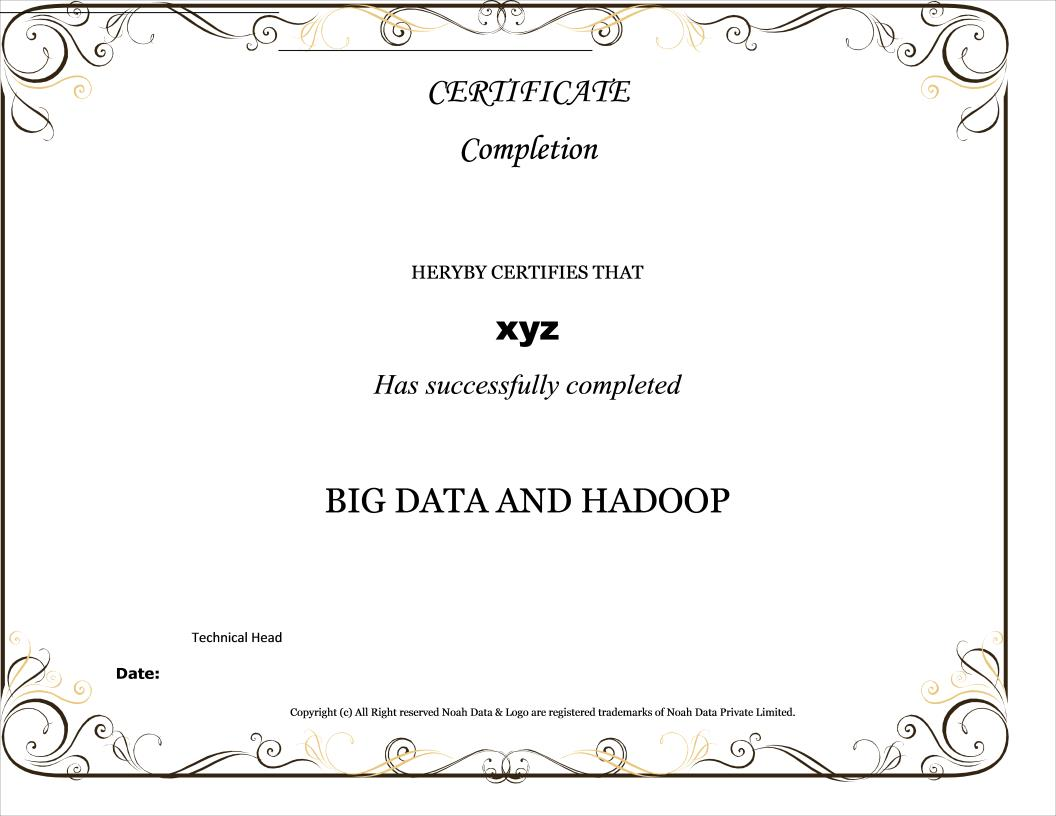 CERTIFICATE
Completion
HERYBY CERTIFIES THAT
xyz
Has successfully completed
BIG DATA AND HADOOP
Technical Head
Date:
Copyright (c) All Right reserved Noah Data & Logo are registered trademarks of Noah Data Private Limited.